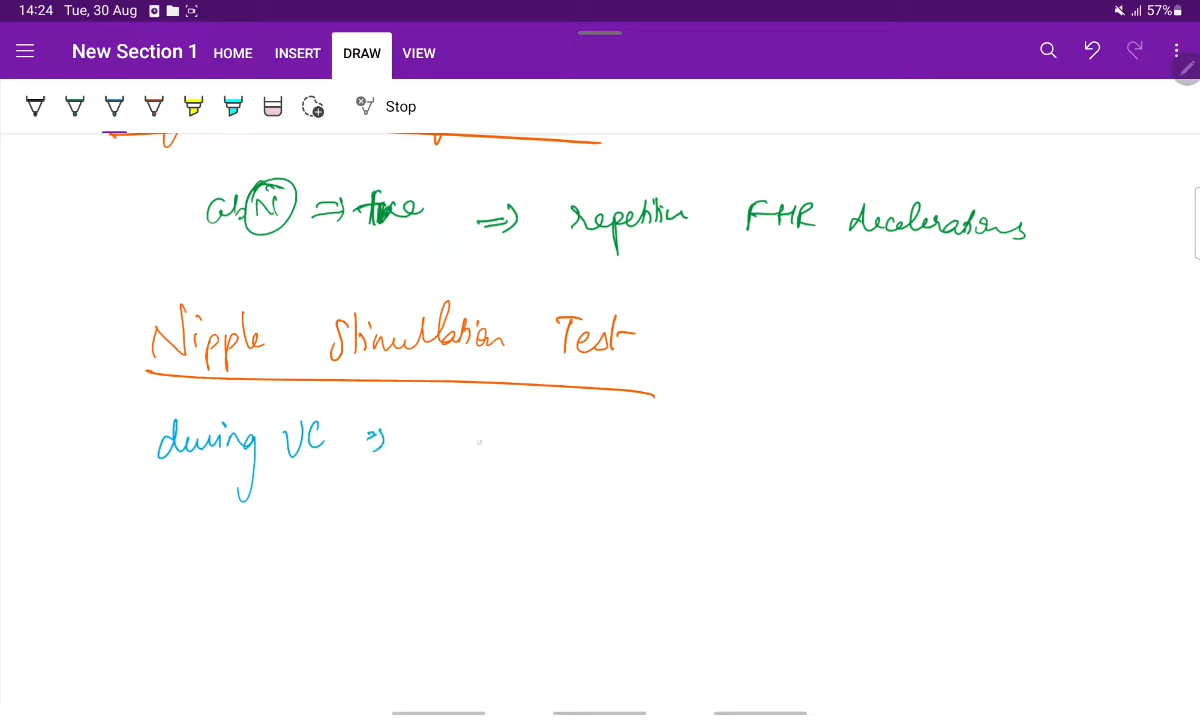 14:24 Tue, 30 Aug 57%
New Section 1 HOME INSERT DRAW VIEW
Stop
abN ⇒ +ve ⇒ repetitive FHR decelerations
Nipple Stimullation Test
during UC ⇒